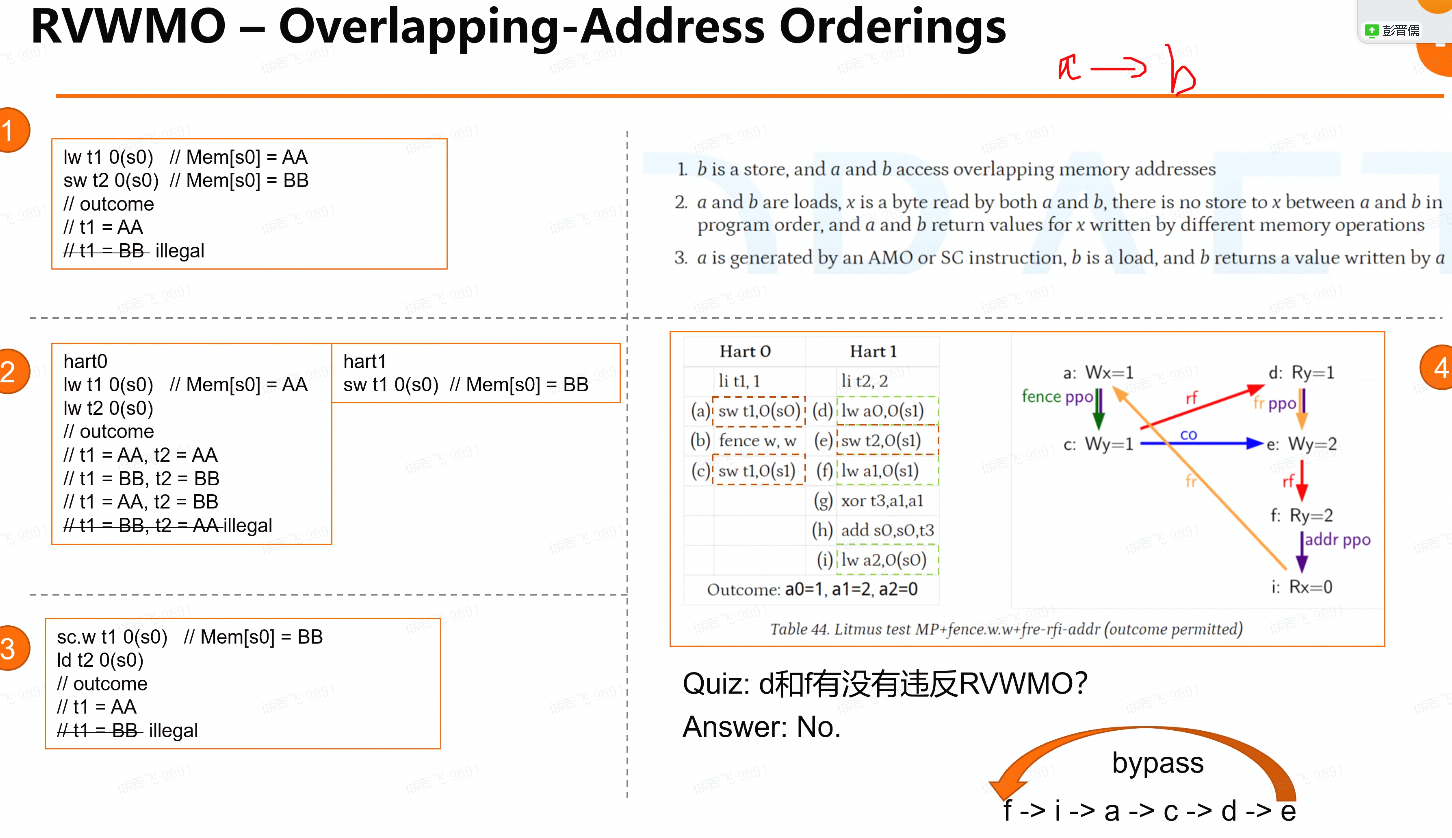 RVWMO – Overlapping-Address Orderings
彭晋儒
a → b
1
lw t1 0(s0) // Mem[s0] = AA
sw t2 0(s0) // Mem[s0] = BB
// outcome
// t1 = AA
// t1 = BB illegal
1. b is a store, and a and b access overlapping memory addresses
2. a and b are loads, x is a byte read by both a and b, there is no store to x between a and b in
program order, and a and b return values for x written by different memory operations
3. a is generated by an AMO or SC instruction, b is a load, and b returns a value written by a
2
hart0
lw t1 0(s0) // Mem[s0] = AA
lw t2 0(s0)
// outcome
// t1 = AA, t2 = AA
// t1 = BB, t2 = BB
// t1 = AA, t2 = BB
// t1 = BB, t2 = AA illegal
hart1
sw t1 0(s0) // Mem[s0] = BB
3
sc.w t1 0(s0) // Mem[s0] = BB
ld t2 0(s0)
// outcome
// t1 = AA
// t1 = BB illegal
4
Hart 0 Hart 1
li t1, 1 li t2, 2
(a) sw t1,0(s0) (d) lw a0,0(s1)
(b) fence w, w (e) sw t2,0(s1)
(c) sw t1,0(s1) (f) lw a1,0(s1)
(g) xor t3,a1,a1
(h) add s0,s0,t3
(i) lw a2,0(s0)
Outcome: a0=1, a1=2, a2=0
a: Wx=1 d: Ry=1
fence ppo rf fr ppo
c: Wy=1 co e: Wy=2
fr rf
f: Ry=2
addr ppo
i: Rx=0
Table 44. Litmus test MP+fence.w.w+fre-rfi-addr (outcome permitted)
Quiz: d和f有没有违反RVWMO?
Answer: No.
bypass
f -> i -> a -> c -> d -> e